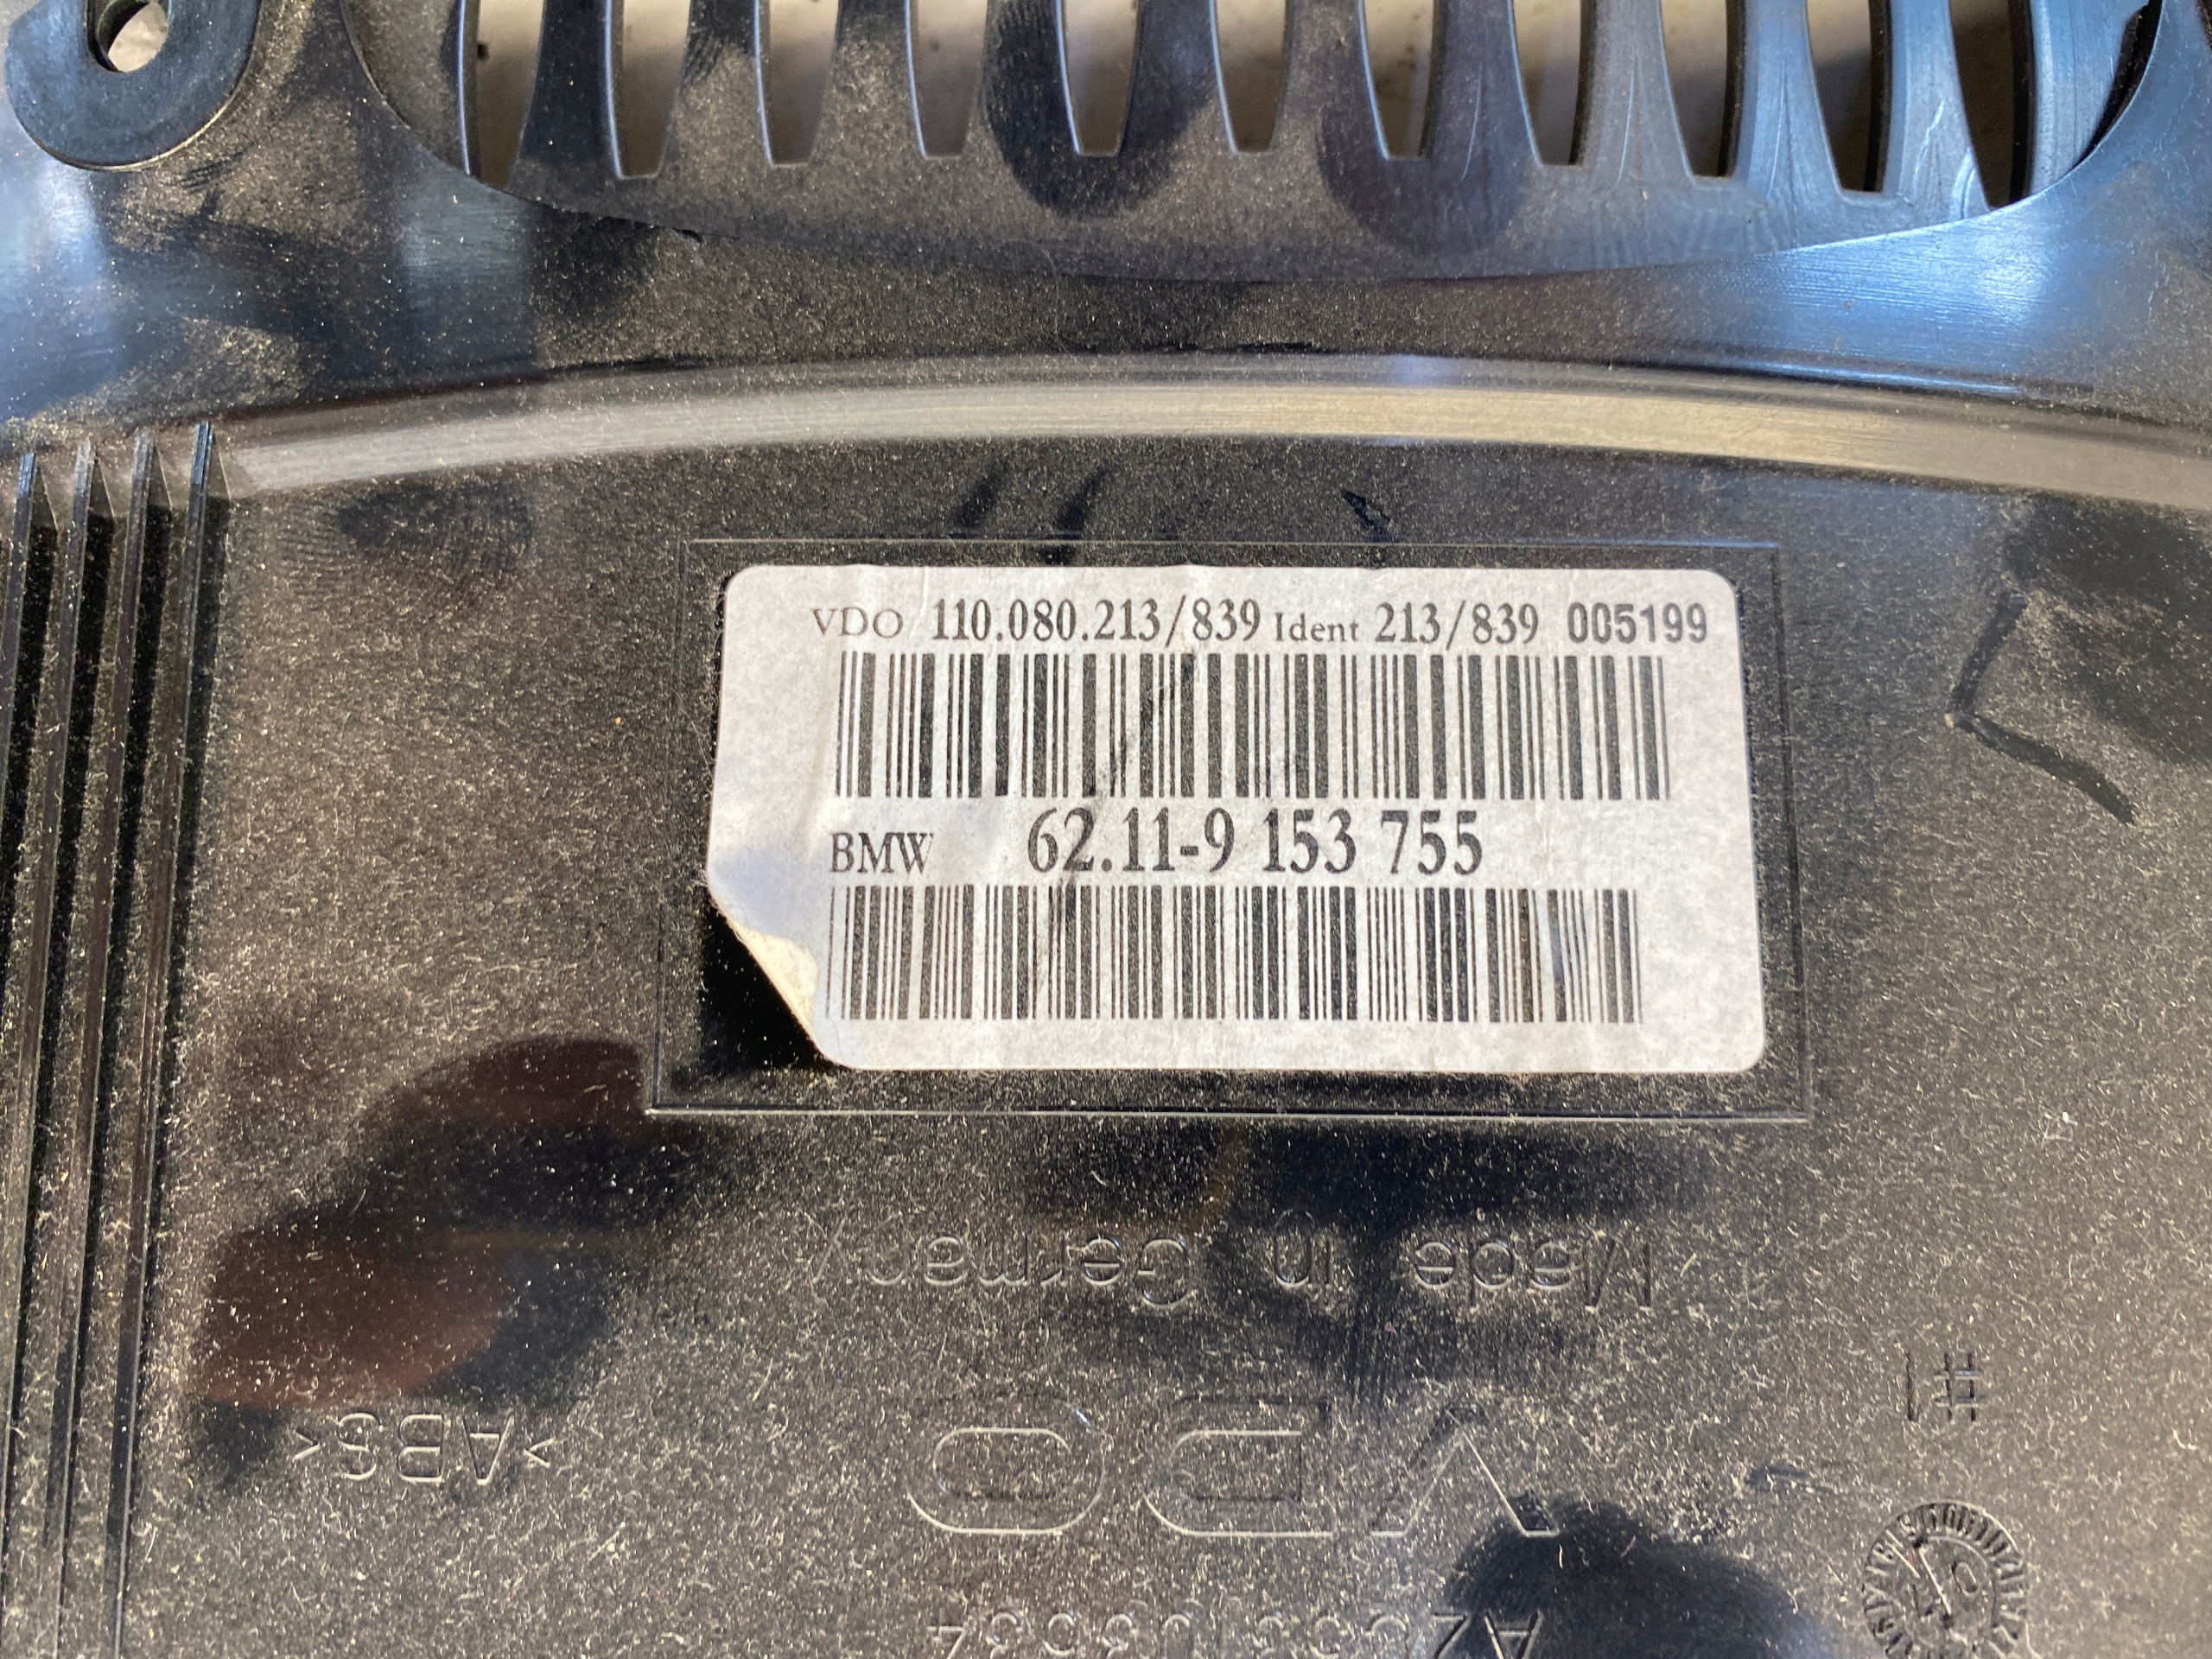 VDO 110.080.213/839 Ident 213/839 005199
BMW 62.11-9 153 755
Made in Germany
#1
VDO
>ABS<